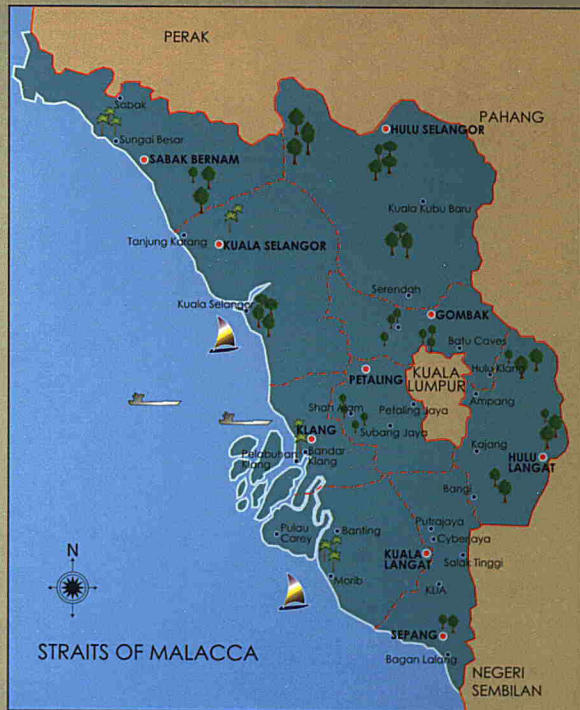 PERAK
PAHANG
Sabak
Sungai Besar
SABAK BERNAM
HULU SELANGOR
Kuala Kubu Baru
Tanjung Karang
KUALA SELANGOR
Serendah
Kuala Selangor
GOMBAK
Batu Caves
PETALING
KUALA
LUMPUR
Hulu Klang
Ampang
Shah Alam
Petaling Jaya
Subang Jaya
KLANG
Pelabuhan
Klang
Bandar
Klang
Kajang
HULU
LANGAT
Bangi
Pulau
Carey
Banting
Putrajaya
Cyberjaya
KUALA
LANGAT
Salak Tinggi
Morib
KLIA
N
SEPANG
STRAITS OF MALACCA
Bagan Lalang
NEGERI
SEMBILAN